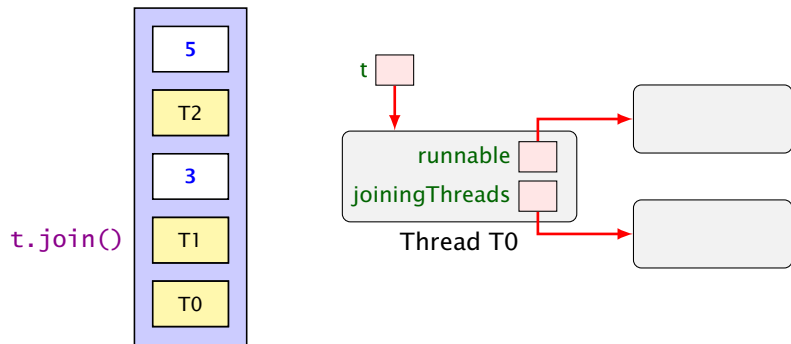 5
T2
3
t.join()
T1
T0
t
runnable
joiningThreads
Thread T0